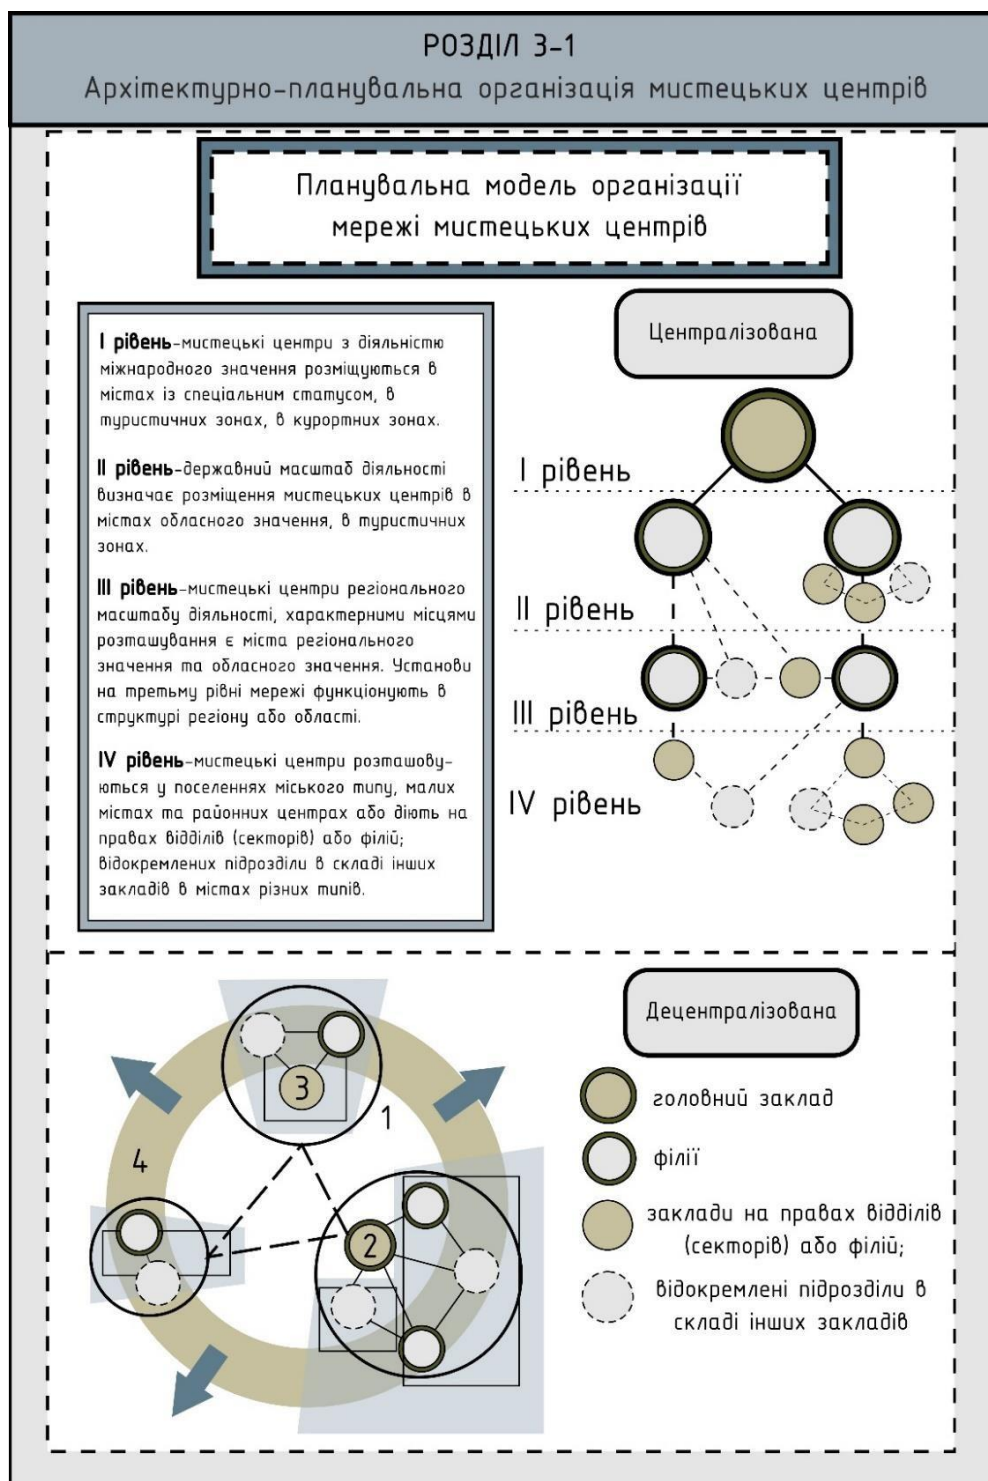 РОЗДІЛ 3-1
Архітектурно-планувальна організація мистецьких центрів
Планувальна модель організації
мережі мистецьких центрів
І рівень-мистецькі центри з діяльністю
міжнародного значення розміщуються в
містах із спеціальним статусом, в
туристичних зонах, в курортних зонах.
ІІ рівень-державний масштаб діяльності
визначає розміщення мистецьких центрів в
містах обласного значення, в туристичних
зонах.
ІІІ рівень-мистецькі центри регіонального
масштабу діяльності, характерними місцями
розташування є міста регіонального
значення та обласного значення. Установи
на третьму рівні мережі функціонують в
структурі регіону або області.
IV рівень-мистецькі центри розташову-
ються у поселеннях міського типу, малих
містах та районних центрах або діють на
правах відділів (секторів) або філій;
відокремлених підрозділи в складі інших
закладів в містах різних типів.
Централізована
І рівень
ІІ рівень
ІІІ рівень
IV рівень
Децентралізована
3
1
4
2
головний заклад
філії
заклади на правах відділів
(секторів) або філій;
відокремлені підрозділи в
складі інших закладів